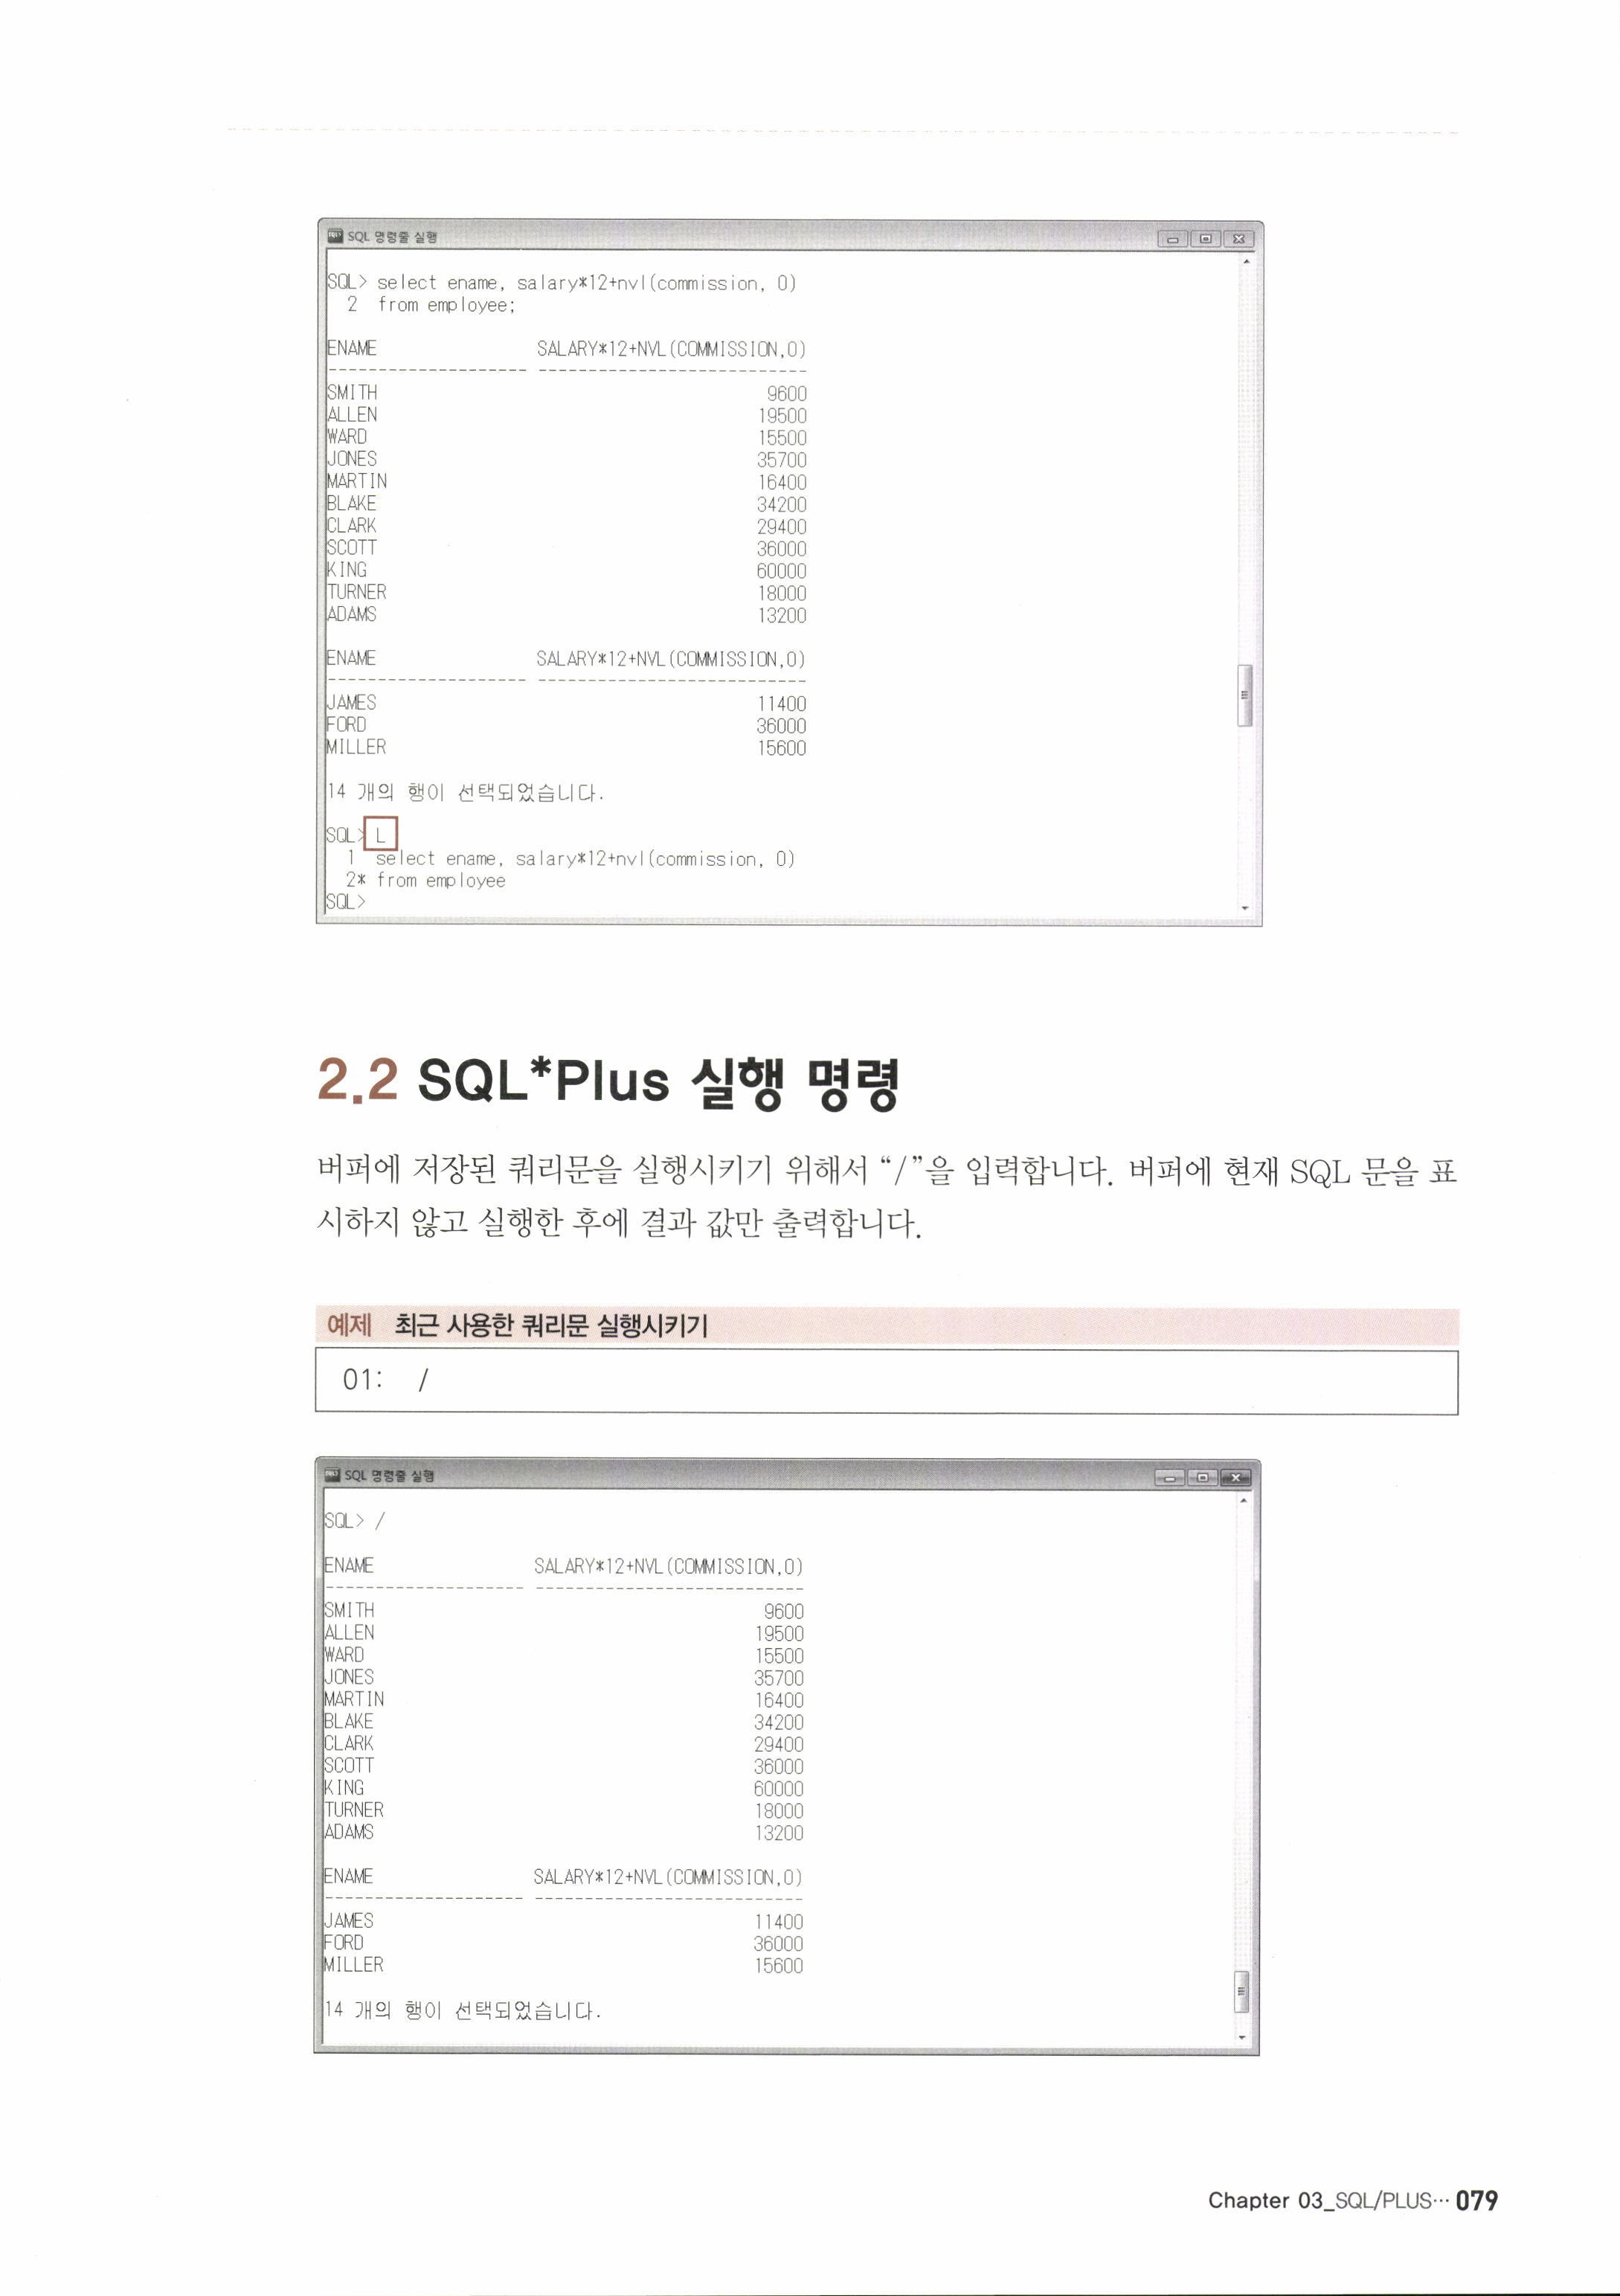 SQL 명령줄 실행
SQL> select ename, salary*12+nvl(commission, 0)
2 from employee;
ENAME SALARY*12+NVL(COMMISSION,0)
-------------------- ---------------------------
SMITH 9600
ALLEN 19500
WARD 15500
JONES 35700
MARTIN 16400
BLAKE 34200
CLARK 29400
SCOTT 36000
KING 60000
TURNER 18000
ADAMS 13200
ENAME SALARY*12+NVL(COMMISSION,0)
-------------------- ---------------------------
JAMES 11400
FORD 36000
MILLER 15600
14 개의 행이 선택되었습니다.
SQL> L
1 select ename, salary*12+nvl(commission, 0)
2* from employee
SQL>
2.2 SQL*Plus 실행 명령
버퍼에 저장된 쿼리문을 실행시키기 위해서 “/”을 입력합니다. 버퍼에 현재 SQL 문을 표
시하지 않고 실행한 후에 결과 값만 출력합니다.
예제 최근 사용한 쿼리문 실행시키기
01: /
SQL 명령줄 실행
SQL> /
ENAME SALARY*12+NVL(COMMISSION,0)
-------------------- ---------------------------
SMITH 9600
ALLEN 19500
WARD 15500
JONES 35700
MARTIN 16400
BLAKE 34200
CLARK 29400
SCOTT 36000
KING 60000
TURNER 18000
ADAMS 13200
ENAME SALARY*12+NVL(COMMISSION,0)
-------------------- ---------------------------
JAMES 11400
FORD 36000
MILLER 15600
14 개의 행이 선택되었습니다.
Chapter 03_SQL/PLUS··· 079